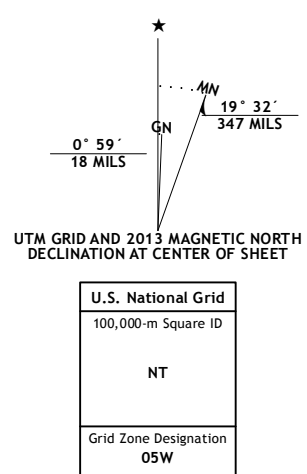 MN
GN
19° 32´
347 MILS
0° 59´
18 MILS
UTM GRID AND 2013 MAGNETIC NORTH
DECLINATION AT CENTER OF SHEET
U.S. National Grid
100,000-m Square ID
NT
Grid Zone Designation
05W